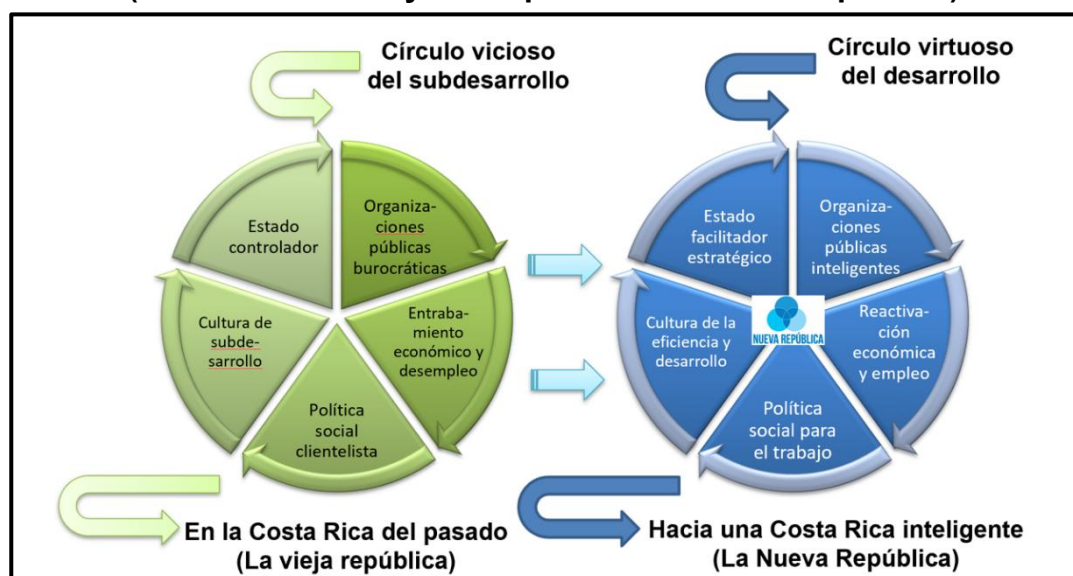 Círculo vicioso
del subdesarrollo
Estado
controlador
Organiza-
ciones
públicas
burocráticas
Entraba-
miento
económico y
desempleo
Política
social
clientelista
Cultura de
subde-
sarrollo
En la Costa Rica del pasado
(La vieja república)
Círculo virtuoso
del desarrollo
Estado
facilitador
estratégico
Organiza-
ciones
públicas
inteligentes
Reactiva-
ción
económica
y empleo
Política
social para
el trabajo
Cultura de la
eficiencia y
desarrollo
NUEVA REPÚBLICA
Hacia una Costa Rica inteligente
(La Nueva República)